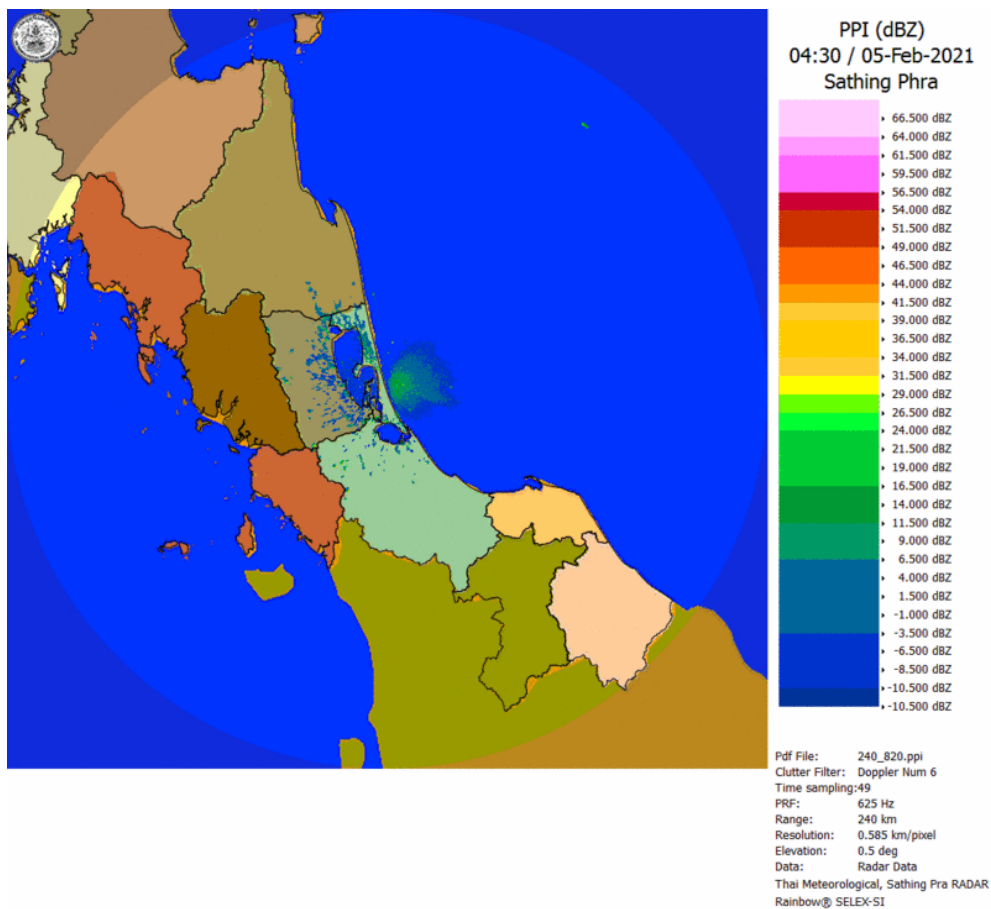 PPI (dBZ)
04:30 / 05-Feb-2021
Sathing Phra
66.500 dBZ
64.000 dBZ
61.500 dBZ
59.500 dBZ
56.500 dBZ
54.000 dBZ
51.500 dBZ
49.000 dBZ
46.500 dBZ
44.000 dBZ
41.500 dBZ
39.000 dBZ
36.500 dBZ
34.000 dBZ
31.500 dBZ
29.000 dBZ
26.500 dBZ
24.000 dBZ
21.500 dBZ
19.000 dBZ
16.500 dBZ
14.000 dBZ
11.500 dBZ
9.000 dBZ
6.500 dBZ
4.000 dBZ
1.500 dBZ
-1.000 dBZ
-3.500 dBZ
-6.500 dBZ
-8.500 dBZ
-10.500 dBZ
-10.500 dBZ
Pdf File: 240_820.ppi
Clutter Filter: Doppler Num 6
Time sampling:49
PRF: 625 Hz
Range: 240 km
Resolution: 0.585 km/pixel
Elevation: 0.5 deg
Data: Radar Data
Thai Meteorological, Sathing Pra RADAR
Rainbow® SELEX-SI